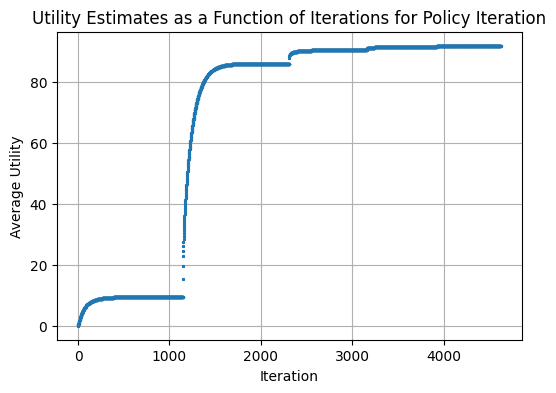 Utility Estimates as a Function of Iterations for Policy Iteration
Average Utility
80
60
40
20
0
0 1000 2000 3000 4000
Iteration